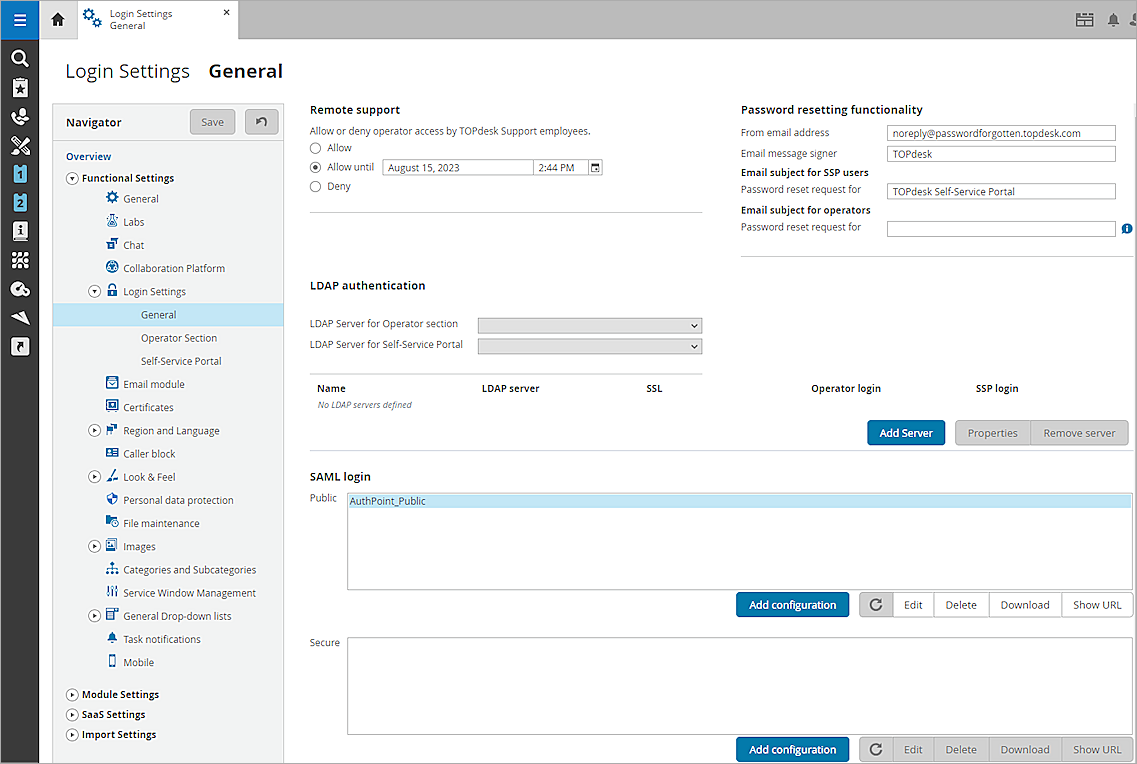 Login Settings
General
×
Login Settings General
Navigator
Save
Overview
Functional Settings
General
Labs
Chat
Collaboration Platform
Login Settings
General
Operator Section
Self-Service Portal
Email module
Certificates
Region and Language
Caller block
Look & Feel
Personal data protection
File maintenance
Images
Categories and Subcategories
Service Window Management
General Drop-down lists
Task notifications
Mobile
Module Settings
SaaS Settings
Import Settings
1
2
Remote support
Allow or deny operator access by TOPdesk Support employees.
Allow
Allow until August 15, 2023 2:44 PM
Deny
Password resetting functionality
From email address noreply@passwordforgotten.topdesk.com
Email message signer TOPdesk
Email subject for SSP users
Password reset request for TOPdesk Self-Service Portal
Email subject for operators
Password reset request for
LDAP authentication
LDAP Server for Operator section
LDAP Server for Self-Service Portal
Name LDAP server SSL Operator login SSP login
No LDAP servers defined
Add Server Properties Remove server
SAML login
Public AuthPoint_Public
Add configuration Edit Delete Download Show URL
Secure
Add configuration Edit Delete Download Show URL